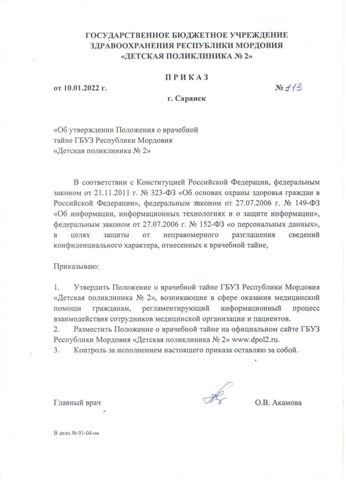 ГОСУДАРСТВЕННОЕ БЮДЖЕТНОЕ УЧРЕЖДЕНИЕ
ЗДРАВООХРАНЕНИЯ РЕСПУБЛИКИ МОРДОВИЯ
«ДЕТСКАЯ ПОЛИКЛИНИКА № 2»
П Р И К А З
от 10.01.2022 г. № 113
г. Саранск
«Об утверждении Положения о врачебной
тайне ГБУЗ Республики Мордовия
«Детская поликлиника № 2»
В соответствии с Конституцией Российской Федерации, федеральным
законом от 21.11.2011 г. № 323-ФЗ «Об основах охраны здоровья граждан в
Российской Федерации», федеральным законом от 27.07.2006 г. № 149-ФЗ
«Об информации, информационных технологиях и о защите информации»,
федеральным законом от 27.07.2006 г. № 152-ФЗ «о персональных данных»,
в целях защиты от неправомерного разглашения сведений
конфиденциального характера, отнесенных к врачебной тайне,
Приказываю:
1. Утвердить Положение о врачебной тайне ГБУЗ Республики Мордовия
«Детская поликлиника № 2», возникающие в сфере оказания медицинской
помощи гражданам, регламентирующий информационный процесс
взаимодействия сотрудников медицинской организации и пациентов.
2. Разместить Положение о врачебной тайне на официальном сайте ГБУЗ
Республики Мордовия «Детская поликлиника № 2» www.dpol2.ru.
3. Контроль за исполнением настоящего приказа оставляю за собой.
Главный врач О.В. Акамова
В дело № 01-04-ов